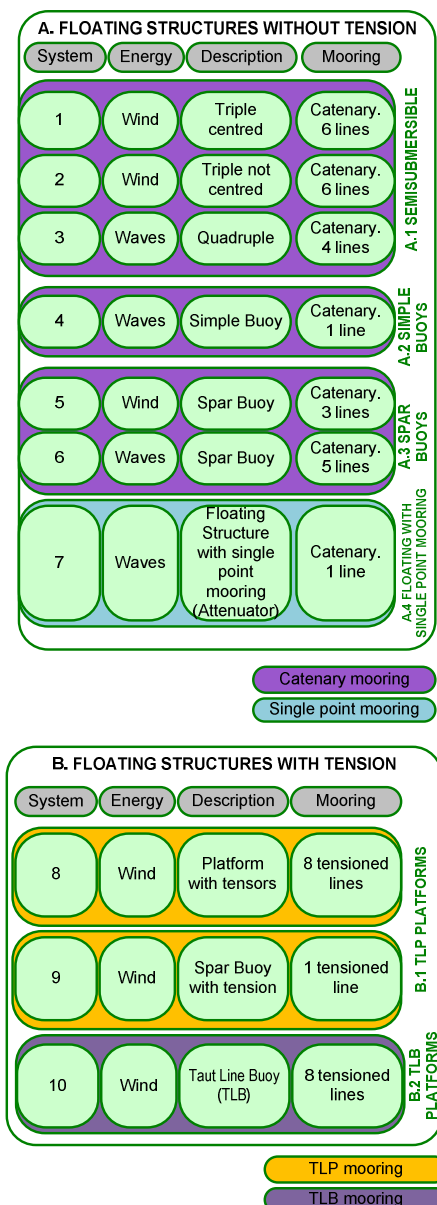 A. FLOATING STRUCTURES WITHOUT TENSION
System Energy Description Mooring
1 Wind Triple centred Catenary. 6 lines
2 Wind Triple not centred Catenary. 6 lines
3 Waves Quadruple Catenary. 4 lines
A.1 SEMISUBMERSIBLE
4 Waves Simple Buoy Catenary. 1 line
A.2 SIMPLE BUOYS
5 Wind Spar Buoy Catenary. 3 lines
6 Waves Spar Buoy Catenary. 5 lines
A.3 SPAR BUOYS
7 Waves Floating Structure with single point mooring (Attenuator) Catenary. 1 line
A.4 FLOATING WITH SINGLE POINT MOORING
Catenary mooring
Single point mooring
B. FLOATING STRUCTURES WITH TENSION
System Energy Description Mooring
8 Wind Platform with tensors 8 tensioned lines
9 Wind Spar Buoy with tension 1 tensioned line
B.1 TLP PLATFORMS
10 Wind Taut Line Buoy (TLB) 8 tensioned lines
B.2 TLB PLATFORMS
TLP mooring
TLB mooring